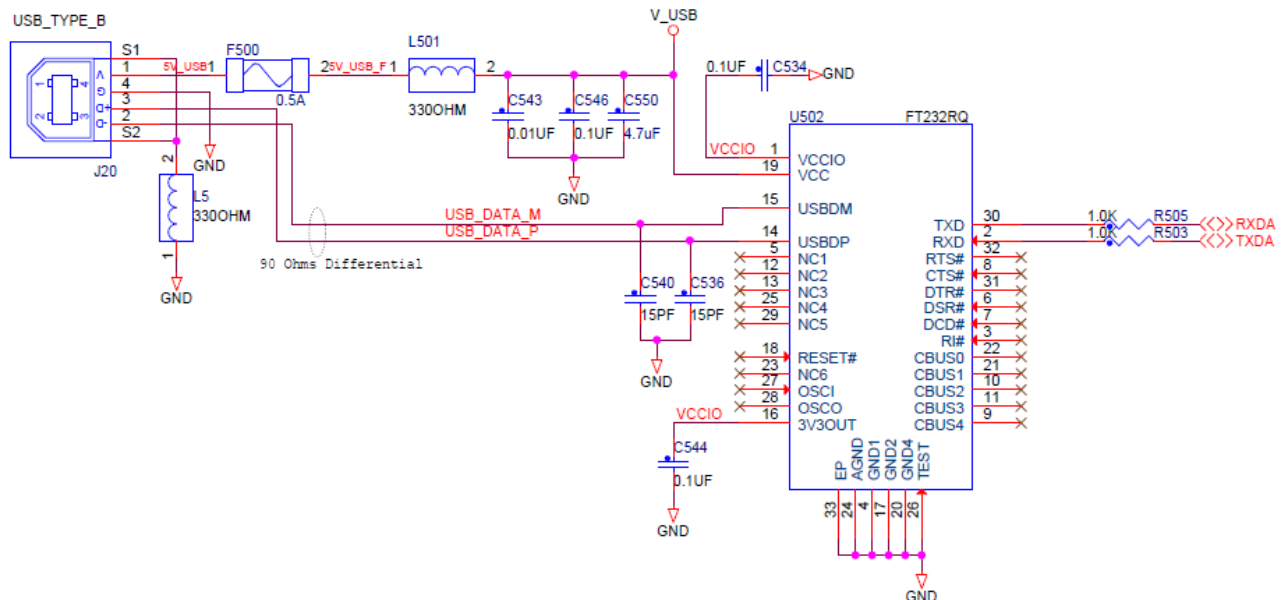 USB_TYPE_B
V_USB
S1
V 1
G 4
D+ 3
D- 2
S2
1 4
2 3
J20
5V_USB 1
F500
0.5A
2 5V_USB_F 1
L501
2
330OHM
C543
0.01UF
C546
0.1UF
C550
4.7uF
GND
GND
2
L5
330OHM
1
GND
0.1UF
C534
GND
USB_DATA_M
USB_DATA_P
90 Ohms Differential
C540
15PF
C536
15PF
GND
VCCIO
C544
0.1UF
GND
U502
FT232RQ
VCCIO
1 VCCIO
19 VCC
15 USBDM
14 USBDP
5 NC1
12 NC2
13 NC3
25 NC4
29 NC5
18 RESET#
23 NC6
27 OSCI
28 OSCO
16 3V3OUT
TXD 30
RXD 2
RTS# 32
CTS# 8
DTR# 31
DSR# 6
DCD# 7
RI# 3
CBUS0 22
CBUS1 21
CBUS2 10
CBUS3 11
CBUS4 9
1.0K R505 RXDA
1.0K R503 TXDA
EP 33
AGND 24
GND1 4
GND2 17
GND4 20
TEST 26
GND